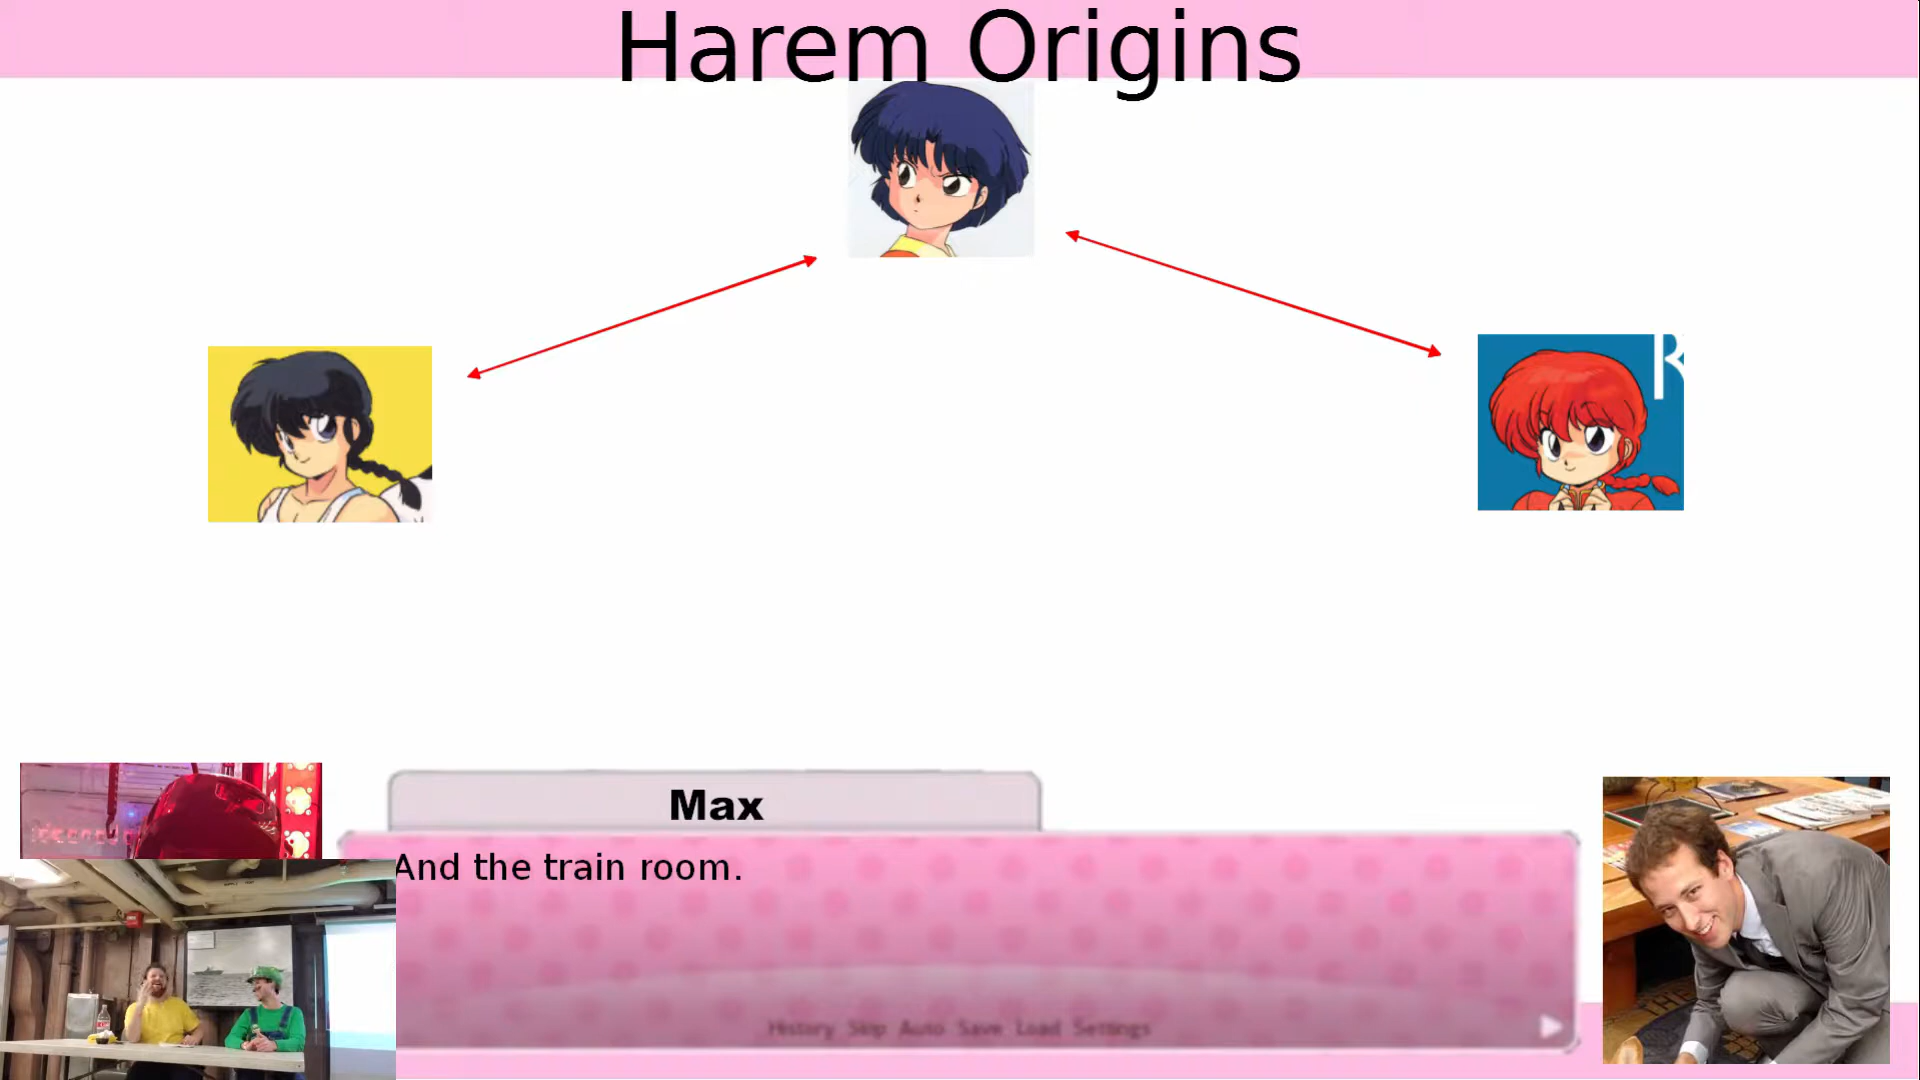 Harem Origins
R
Max
And the train room.
History Skip Auto Save Load Settings